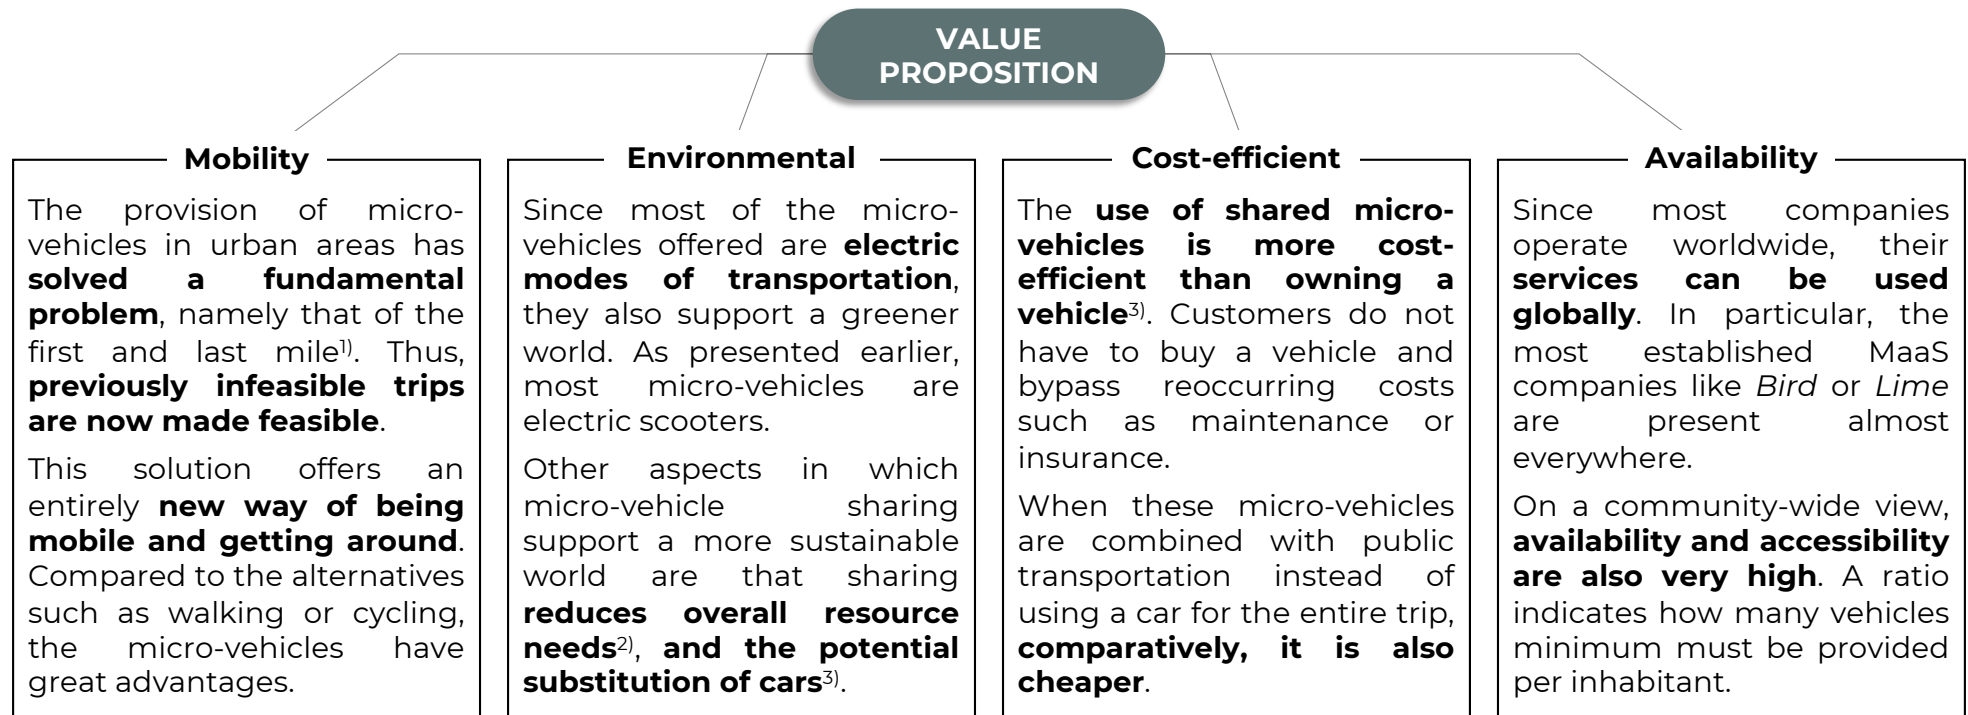 VALUE
PROPOSITION
Mobility
The provision of micro-
vehicles in urban areas has
solved a fundamental
problem, namely that of the
first and last mile1). Thus,
previously infeasible trips
are now made feasible.
This solution offers an
entirely new way of being
mobile and getting around.
Compared to the alternatives
such as walking or cycling,
the micro-vehicles have
great advantages.
Environmental
Since most of the micro-
vehicles offered are electric
modes of transportation,
they also support a greener
world. As presented earlier,
most micro-vehicles are
electric scooters.
Other aspects in which
micro-vehicle sharing
support a more sustainable
world are that sharing
reduces overall resource
needs2), and the potential
substitution of cars3).
Cost-efficient
The use of shared micro-
vehicles is more cost-
efficient than owning a
vehicle3). Customers do not
have to buy a vehicle and
bypass reoccurring costs
such as maintenance or
insurance.
When these micro-vehicles
are combined with public
transportation instead of
using a car for the entire trip,
comparatively, it is also
cheaper.
Availability
Since most companies
operate worldwide, their
services can be used
globally. In particular, the
most established MaaS
companies like Bird or Lime
are present almost
everywhere.
On a community-wide view,
availability and accessibility
are also very high. A ratio
indicates how many vehicles
minimum must be provided
per inhabitant.